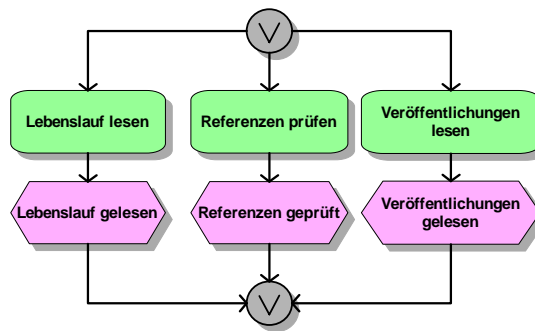 V
Lebenslauf lesen
Referenzen prüfen
Veröffentlichungen
lesen
Lebenslauf gelesen
Referenzen geprüft
Veröffentlichungen
gelesen
V